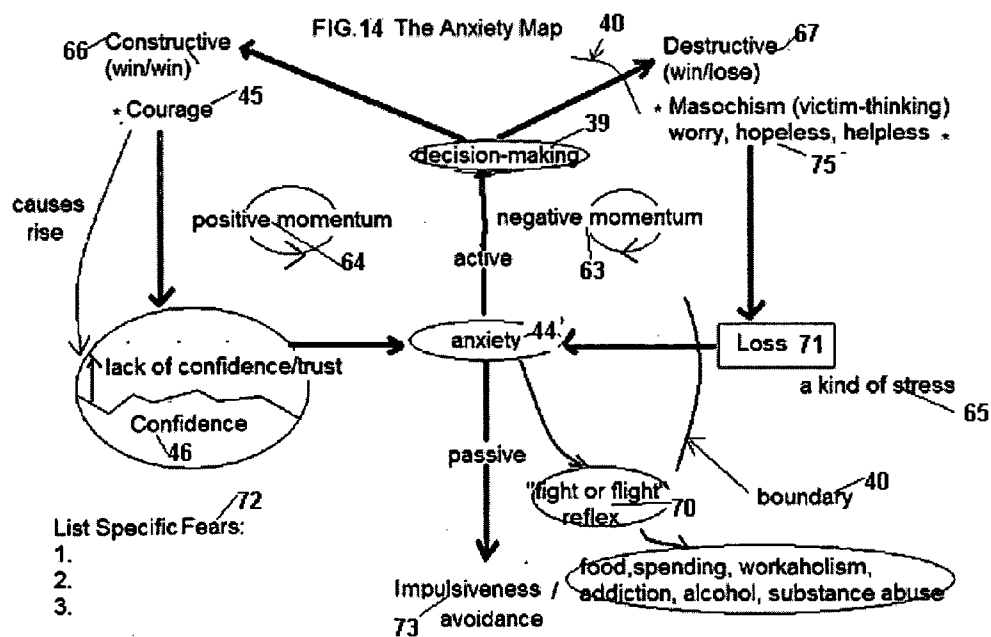 FIG.14 The Anxiety Map
66 Constructive
(win/win)
40
Destructive 67
(win/lose)
* Courage 45
* Masochism (victim-thinking)
worry, hopeless, helpless *
75
39
decision-making
causes
rise
positive momentum
64
negative momentum
63
active
anxiety 44
Loss 71
a kind of stress
65
lack of confidence/trust
Confidence
46
passive
"fight or flight"
reflex 70
boundary 40
72
List Specific Fears:
1.
2.
3.
Impulsiveness /
avoidance
73
food,spending, workaholism,
addiction, alcohol, substance abuse